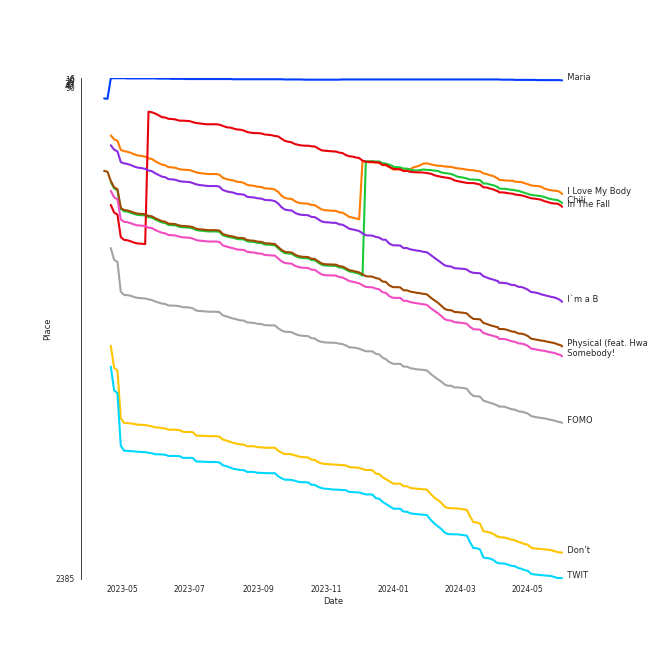 Maria
I Love My Body
Chili
In The Fall
I`m a B
Physical (feat. Hwa
Somebody!
FOMO
Don't
TWIT
Place
2385
2023-05
2023-07
2023-09
2023-11
2024-01
2024-03
2024-05
Date